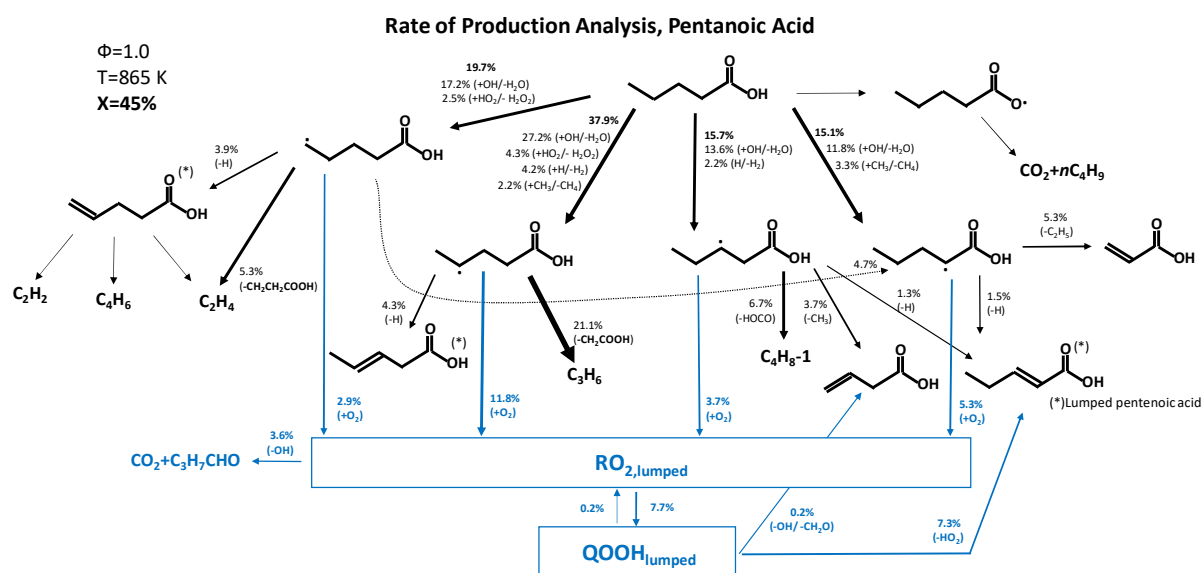 Rate of Production Analysis, Pentanoic Acid
Φ=1.0
T=865 K
X=45%
19.7%
17.2% (+OH/-H₂O)
2.5% (+HO₂/- H₂O₂)
37.9%
27.2% (+OH/-H₂O)
4.3% (+HO₂/- H₂O₂)
4.2% (+H/-H₂)
2.2% (+CH₃/-CH₄)
15.7%
13.6% (+OH/-H₂O)
2.2% (H/-H₂)
15.1%
11.8% (+OH/-H₂O)
3.3% (+CH₃/-CH₄)
O
OH
O
O•
CO₂+nC₄H₉
O
OH
3.9%
(-H)
O
(*)
OH
C₂H₂
C₄H₆
C₂H₄
5.3%
(-CH₂CH₂COOH)
O
OH
O
OH
O
OH
5.3%
(-C₂H₅)
O
OH
4.7%
4.3%
(-H)
21.1%
(-CH₂COOH)
6.7%
(-HOCO)
3.7%
(-CH₃)
1.3%
(-H)
1.5%
(-H)
O
(*)
OH
C₃H₆
C₄H₈-1
O
OH
O
(*)
OH
(*)Lumped pentenoic acid
2.9%
(+O₂)
11.8%
(+O₂)
3.7%
(+O₂)
5.3%
(+O₂)
3.6%
(-OH)
CO₂+C₃H₇CHO
RO₂,lumped
0.2%
7.7%
0.2%
(-OH/ -CH₂O)
7.3%
(-HO₂)
QOOHlumped